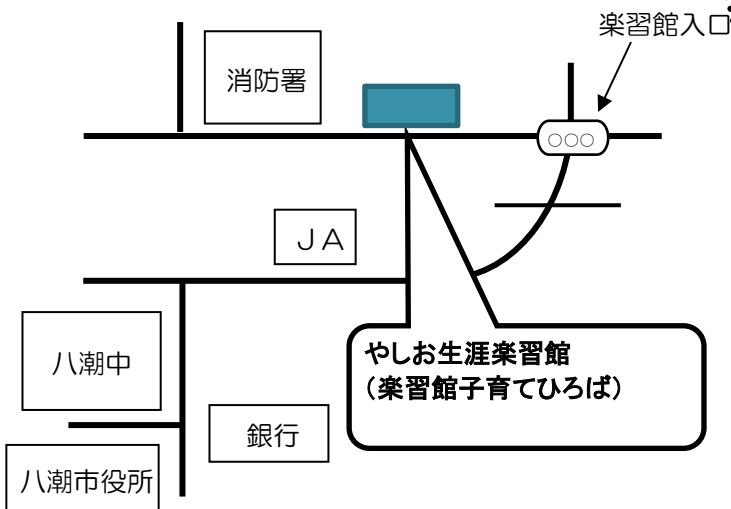 楽習館入口
消防署
○○○
JA
やしお生涯楽習館
(楽習館子育てひろば)
八潮中
銀行
八潮市役所